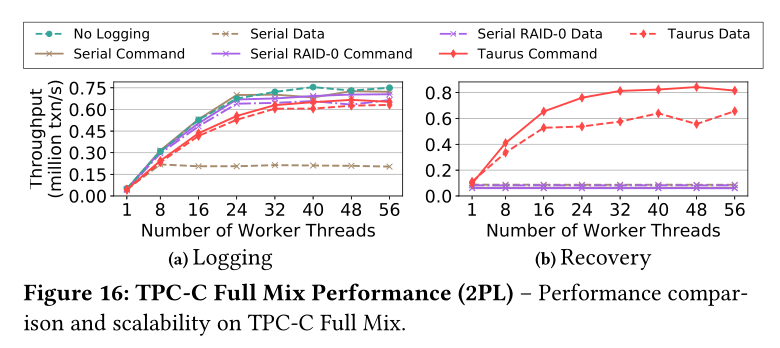 No Logging Serial Data Serial RAID-0 Data Taurus Data
Serial Command Serial RAID-0 Command Taurus Command
Throughput
(million txn/s)
0.75
0.60
0.45
0.30
0.15
0.00
1 8 16 24 32 40 48 56
Number of Worker Threads
(a) Logging
0.8
0.6
0.4
0.2
0.0
1 8 16 24 32 40 48 56
Number of Worker Threads
(b) Recovery
Figure 16: TPC-C Full Mix Performance (2PL) – Performance compar-
ison and scalability on TPC-C Full Mix.